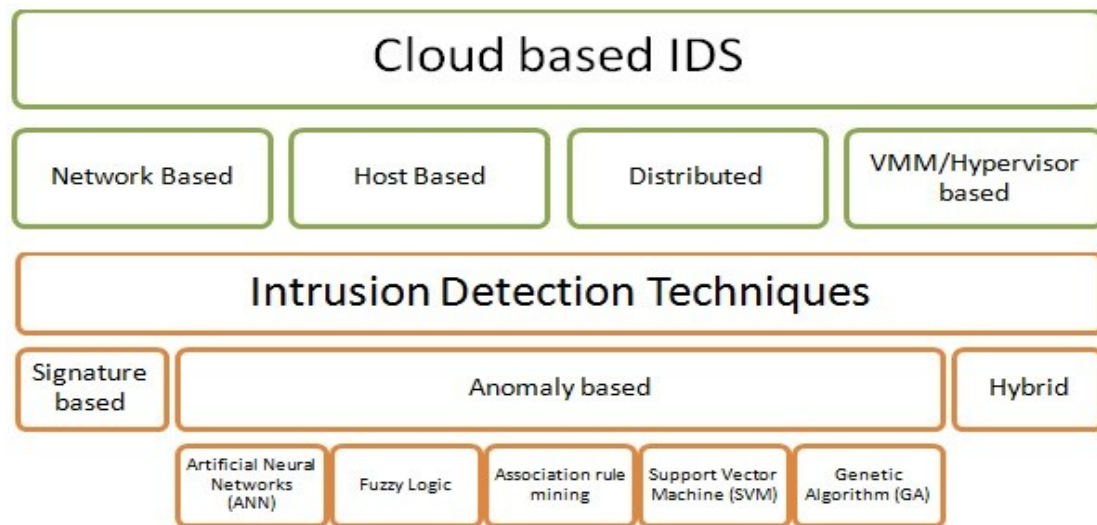 Cloud based IDS
Network Based
Host Based
Distributed
VMM/Hypervisor
based
Intrusion Detection Techniques
Signature
based
Anomaly based
Hybrid
Artificial Neural
Networks
(ANN)
Fuzzy Logic
Association rule
mining
Support Vector
Machine (SVM)
Genetic
Algorithm (GA)